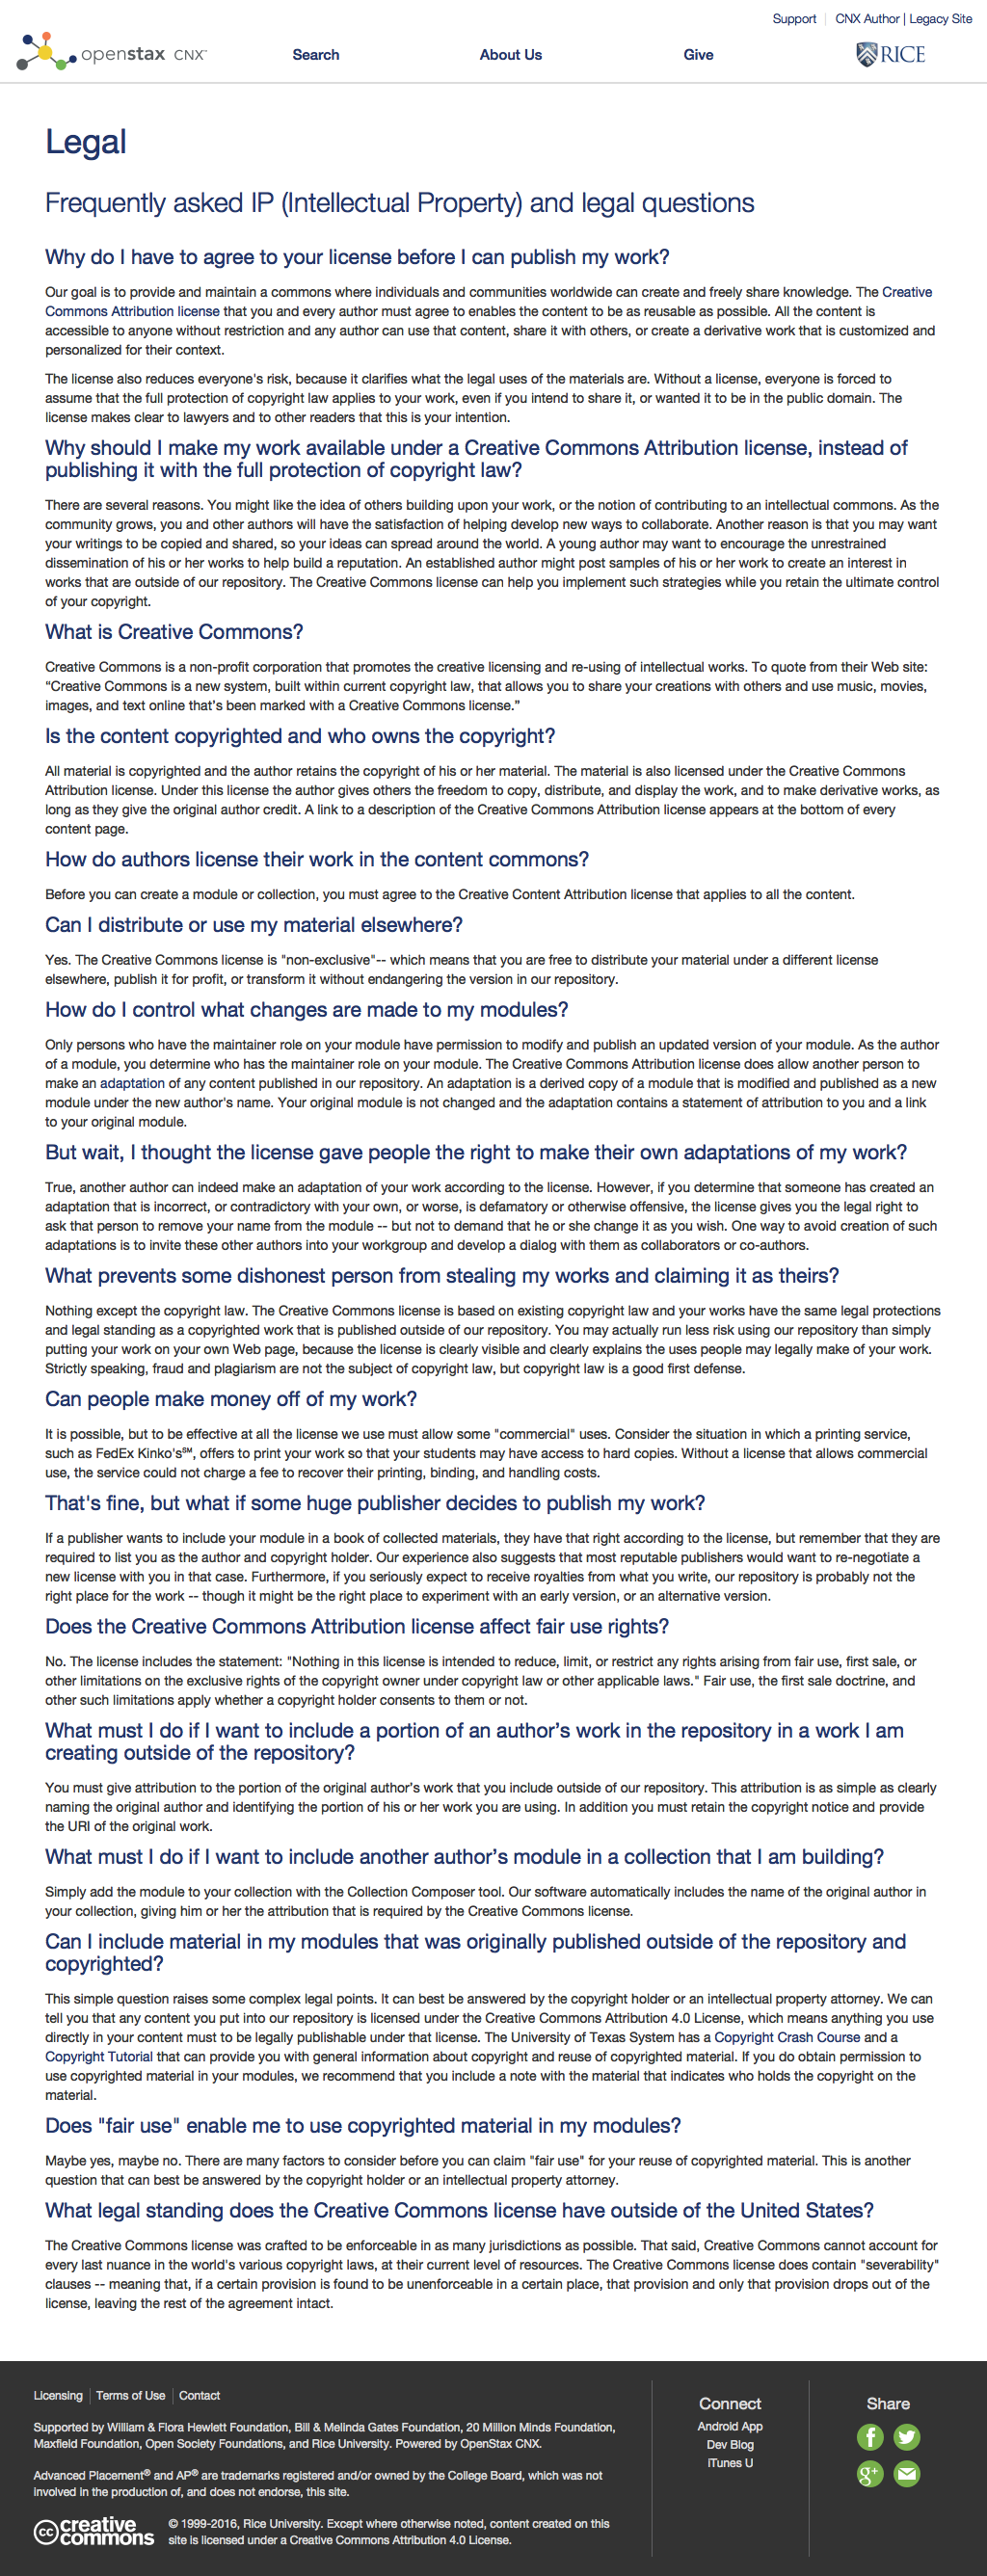 Support | CNX Author | Legacy Site
openstax CNX™
Search
About Us
Give
RICE
Legal
Frequently asked IP (Intellectual Property) and legal questions
Why do I have to agree to your license before I can publish my work?
Our goal is to provide and maintain a commons where individuals and communities worldwide can create and freely share knowledge. The Creative
Commons Attribution license that you and every author must agree to enables the content to be as reusable as possible. All the content is
accessible to anyone without restriction and any author can use that content, share it with others, or create a derivative work that is customized and
personalized for their context.
The license also reduces everyone's risk, because it clarifies what the legal uses of the materials are. Without a license, everyone is forced to
assume that the full protection of copyright law applies to your work, even if you intend to share it, or wanted it to be in the public domain. The
license makes clear to lawyers and to other readers that this is your intention.
Why should I make my work available under a Creative Commons Attribution license, instead of
publishing it with the full protection of copyright law?
There are several reasons. You might like the idea of others building upon your work, or the notion of contributing to an intellectual commons. As the
community grows, you and other authors will have the satisfaction of helping develop new ways to collaborate. Another reason is that you may want
your writings to be copied and shared, so your ideas can spread around the world. A young author may want to encourage the unrestrained
dissemination of his or her works to help build a reputation. An established author might post samples of his or her work to create an interest in
works that are outside of our repository. The Creative Commons license can help you implement such strategies while you retain the ultimate control
of your copyright.
What is Creative Commons?
Creative Commons is a non-profit corporation that promotes the creative licensing and re-using of intellectual works. To quote from their Web site:
“Creative Commons is a new system, built within current copyright law, that allows you to share your creations with others and use music, movies,
images, and text online that’s been marked with a Creative Commons license.”
Is the content copyrighted and who owns the copyright?
All material is copyrighted and the author retains the copyright of his or her material. The material is also licensed under the Creative Commons
Attribution license. Under this license the author gives others the freedom to copy, distribute, and display the work, and to make derivative works, as
long as they give the original author credit. A link to a description of the Creative Commons Attribution license appears at the bottom of every
content page.
How do authors license their work in the content commons?
Before you can create a module or collection, you must agree to the Creative Content Attribution license that applies to all the content.
Can I distribute or use my material elsewhere?
Yes. The Creative Commons license is "non-exclusive"-- which means that you are free to distribute your material under a different license
elsewhere, publish it for profit, or transform it without endangering the version in our repository.
How do I control what changes are made to my modules?
Only persons who have the maintainer role on your module have permission to modify and publish an updated version of your module. As the author
of a module, you determine who has the maintainer role on your module. The Creative Commons Attribution license does allow another person to
make an adaptation of any content published in our repository. An adaptation is a derived copy of a module that is modified and published as a new
module under the new author's name. Your original module is not changed and the adaptation contains a statement of attribution to you and a link
to your original module.
But wait, I thought the license gave people the right to make their own adaptations of my work?
True, another author can indeed make an adaptation of your work according to the license. However, if you determine that someone has created an
adaptation that is incorrect, or contradictory with your own, or worse, is defamatory or otherwise offensive, the license gives you the legal right to
ask that person to remove your name from the module -- but not to demand that he or she change it as you wish. One way to avoid creation of such
adaptations is to invite these other authors into your workgroup and develop a dialog with them as collaborators or co-authors.
What prevents some dishonest person from stealing my works and claiming it as theirs?
Nothing except the copyright law. The Creative Commons license is based on existing copyright law and your works have the same legal protections
and legal standing as a copyrighted work that is published outside of our repository. You may actually run less risk using our repository than simply
putting your work on your own Web page, because the license is clearly visible and clearly explains the uses people may legally make of your work.
Strictly speaking, fraud and plagiarism are not the subject of copyright law, but copyright law is a good first defense.
Can people make money off of my work?
It is possible, but to be effective at all the license we use must allow some "commercial" uses. Consider the situation in which a printing service,
such as FedEx Kinko's℠, offers to print your work so that your students may have access to hard copies. Without a license that allows commercial
use, the service could not charge a fee to recover their printing, binding, and handling costs.
That's fine, but what if some huge publisher decides to publish my work?
If a publisher wants to include your module in a book of collected materials, they have that right according to the license, but remember that they are
required to list you as the author and copyright holder. Our experience also suggests that most reputable publishers would want to re-negotiate a
new license with you in that case. Furthermore, if you seriously expect to receive royalties from what you write, our repository is probably not the
right place for the work -- though it might be the right place to experiment with an early version, or an alternative version.
Does the Creative Commons Attribution license affect fair use rights?
No. The license includes the statement: "Nothing in this license is intended to reduce, limit, or restrict any rights arising from fair use, first sale, or
other limitations on the exclusive rights of the copyright owner under copyright law or other applicable laws." Fair use, the first sale doctrine, and
other such limitations apply whether a copyright holder consents to them or not.
What must I do if I want to include a portion of an author’s work in the repository in a work I am
creating outside of the repository?
You must give attribution to the portion of the original author’s work that you include outside of our repository. This attribution is as simple as clearly
naming the original author and identifying the portion of his or her work you are using. In addition you must retain the copyright notice and provide
the URI of the original work.
What must I do if I want to include another author’s module in a collection that I am building?
Simply add the module to your collection with the Collection Composer tool. Our software automatically includes the name of the original author in
your collection, giving him or her the attribution that is required by the Creative Commons license.
Can I include material in my modules that was originally published outside of the repository and
copyrighted?
This simple question raises some complex legal points. It can best be answered by the copyright holder or an intellectual property attorney. We can
tell you that any content you put into our repository is licensed under the Creative Commons Attribution 4.0 License, which means anything you use
directly in your content must to be legally publishable under that license. The University of Texas System has a Copyright Crash Course and a
Copyright Tutorial that can provide you with general information about copyright and reuse of copyrighted material. If you do obtain permission to
use copyrighted material in your modules, we recommend that you include a note with the material that indicates who holds the copyright on the
material.
Does "fair use" enable me to use copyrighted material in my modules?
Maybe yes, maybe no. There are many factors to consider before you can claim "fair use" for your reuse of copyrighted material. This is another
question that can best be answered by the copyright holder or an intellectual property attorney.
What legal standing does the Creative Commons license have outside of the United States?
The Creative Commons license was crafted to be enforceable in as many jurisdictions as possible. That said, Creative Commons cannot account for
every last nuance in the world's various copyright laws, at their current level of resources. The Creative Commons license does contain "severability"
clauses -- meaning that, if a certain provision is found to be unenforceable in a certain place, that provision and only that provision drops out of the
license, leaving the rest of the agreement intact.
Licensing | Terms of Use | Contact
Supported by William & Flora Hewlett Foundation, Bill & Melinda Gates Foundation, 20 Million Minds Foundation,
Maxfield Foundation, Open Society Foundations, and Rice University. Powered by OpenStax CNX.
Advanced Placement® and AP® are trademarks registered and/or owned by the College Board, which was not
involved in the production of, and does not endorse, this site.
cc creative
commons
© 1999-2016, Rice University. Except where otherwise noted, content created on this
site is licensed under a Creative Commons Attribution 4.0 License.
Connect
Android App
Dev Blog
iTunes U
Share
f
g+